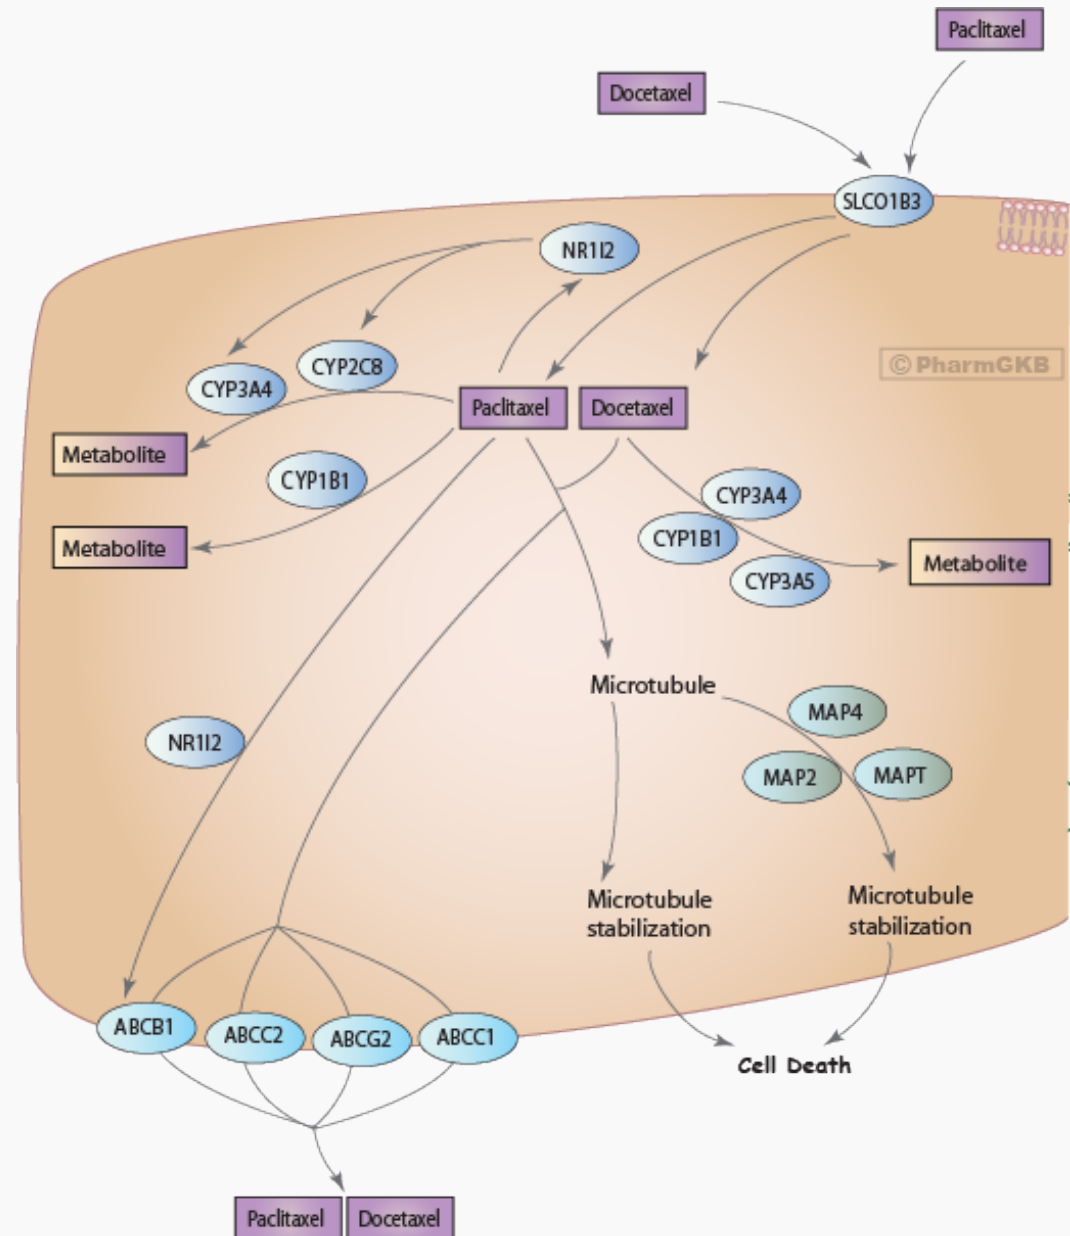 Paclitaxel
Docetaxel
SLCO1B3
NR1I2
CYP2C8
CYP3A4
© PharmGKB
Paclitaxel
Docetaxel
Metabolite
CYP1B1
CYP3A4
CYP1B1
Metabolite
Metabolite
CYP3A5
Microtubule
MAP4
NR1I2
MAP2
MAPT
Microtubule
stabilization
Microtubule
stabilization
ABCB1
ABCC2
ABCG2
ABCC1
Cell Death
Paclitaxel
Docetaxel